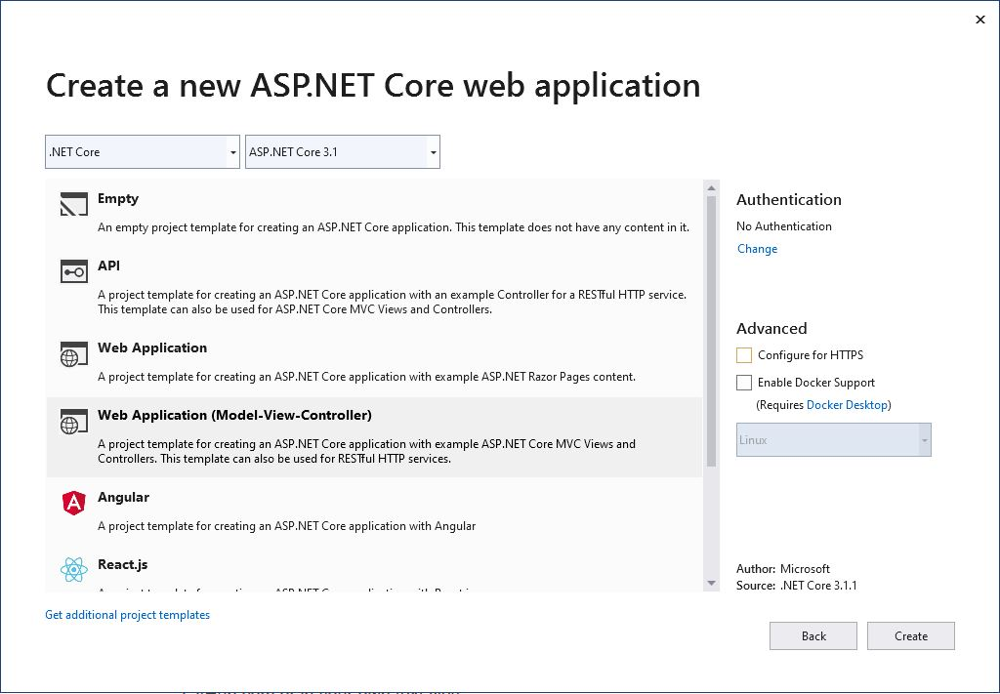 Create a new ASP.NET Core web application
.NET Core
ASP.NET Core 3.1
Empty
An empty project template for creating an ASP.NET Core application. This template does not have any content in it.
API
A project template for creating an ASP.NET Core application with an example Controller for a RESTful HTTP service.
This template can also be used for ASP.NET Core MVC Views and Controllers.
Web Application
A project template for creating an ASP.NET Core application with example ASP.NET Razor Pages content.
Web Application (Model-View-Controller)
A project template for creating an ASP.NET Core application with example ASP.NET Core MVC Views and
Controllers. This template can also be used for RESTful HTTP services.
Angular
A project template for creating an ASP.NET Core application with Angular
React.js
Get additional project templates
Authentication
No Authentication
Change
Advanced
Configure for HTTPS
Enable Docker Support
(Requires Docker Desktop)
Linux
Author: Microsoft
Source: .NET Core 3.1.1
Back
Create